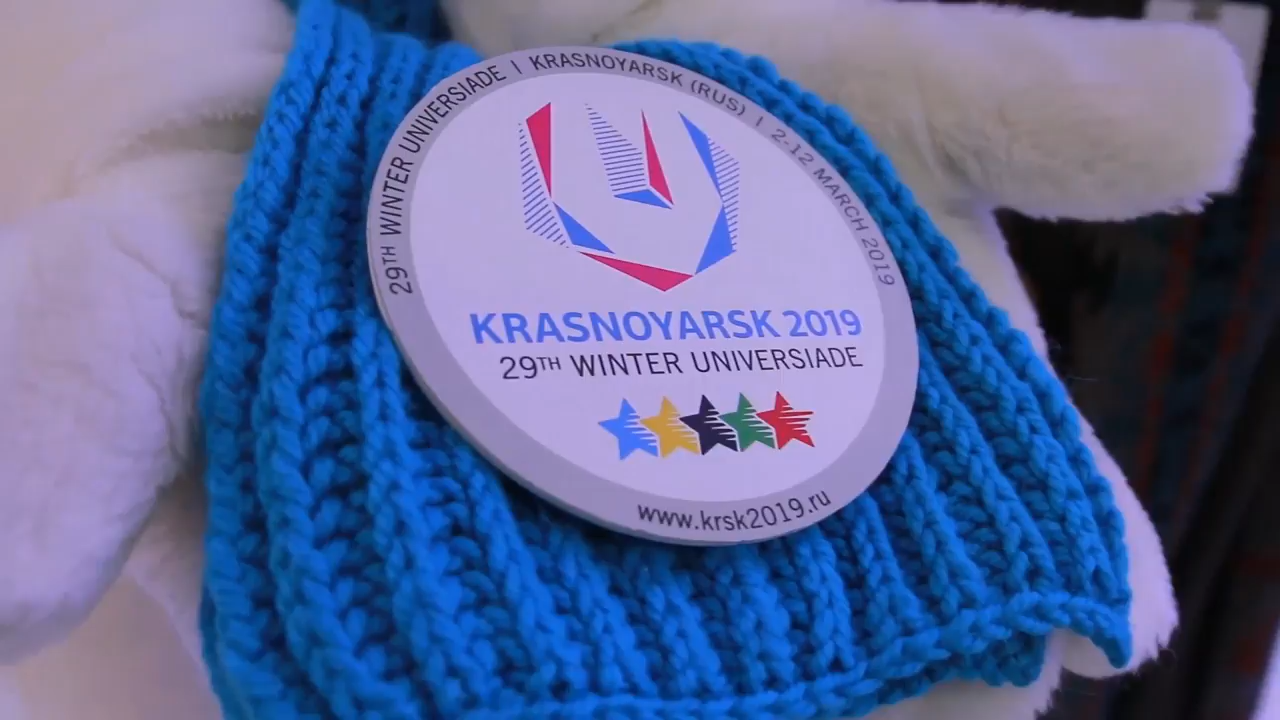 29TH WINTER UNIVERSIADE | KRASNOYARSK (RUS) | 2-12 MARCH 2019
KRASNOYARSK 2019
29TH WINTER UNIVERSIADE
www.krsk2019.ru